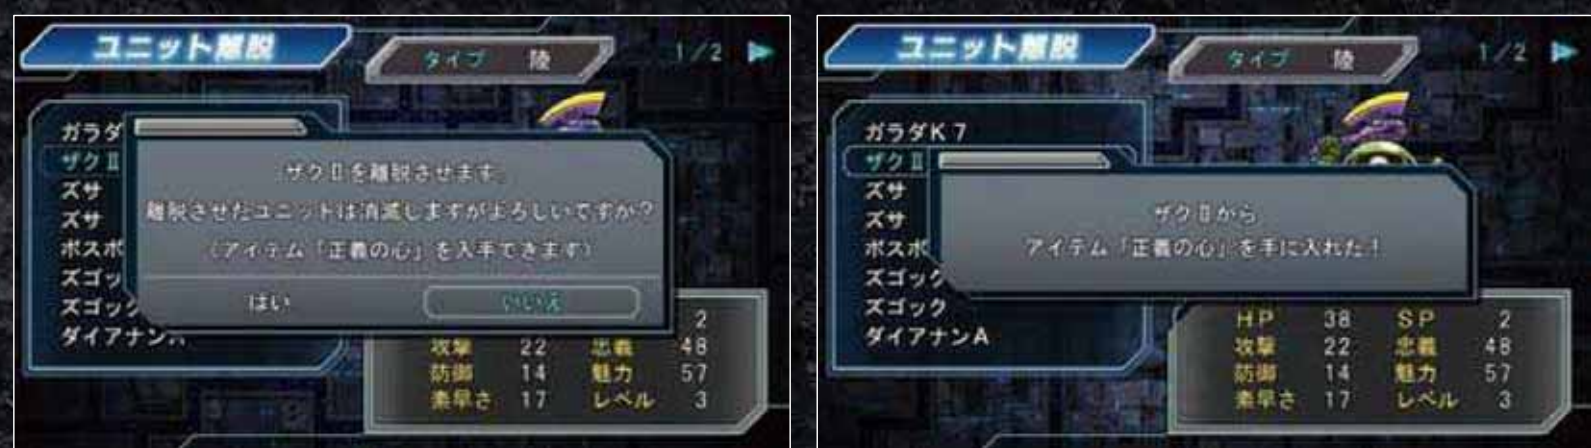 ユニット離脱
タイプ 陸
1/2
ガラダ
ザクⅡ
ズサ
ズサ
ボスボ
ズゴッ
ズゴック
ダイアナンA
ザクⅡを離脱させます。
離脱させたユニットは消滅しますがよろしいですか？
（アイテム「正義の心」を入手できます）
はい
いいえ
2
攻撃 22 忠義 48
防御 14 魅力 57
素早さ 17 レベル 3
ユニット離脱
タイプ 陸
1/2
ガラダK7
ザクⅡ
ズサ
ズサ
ボスボ
ズゴック
ズゴック
ダイアナンA
ザクⅡから
アイテム「正義の心」を手に入れた！
HP 38 SP 2
攻撃 22 忠義 48
防御 14 魅力 57
素早さ 17 レベル 3